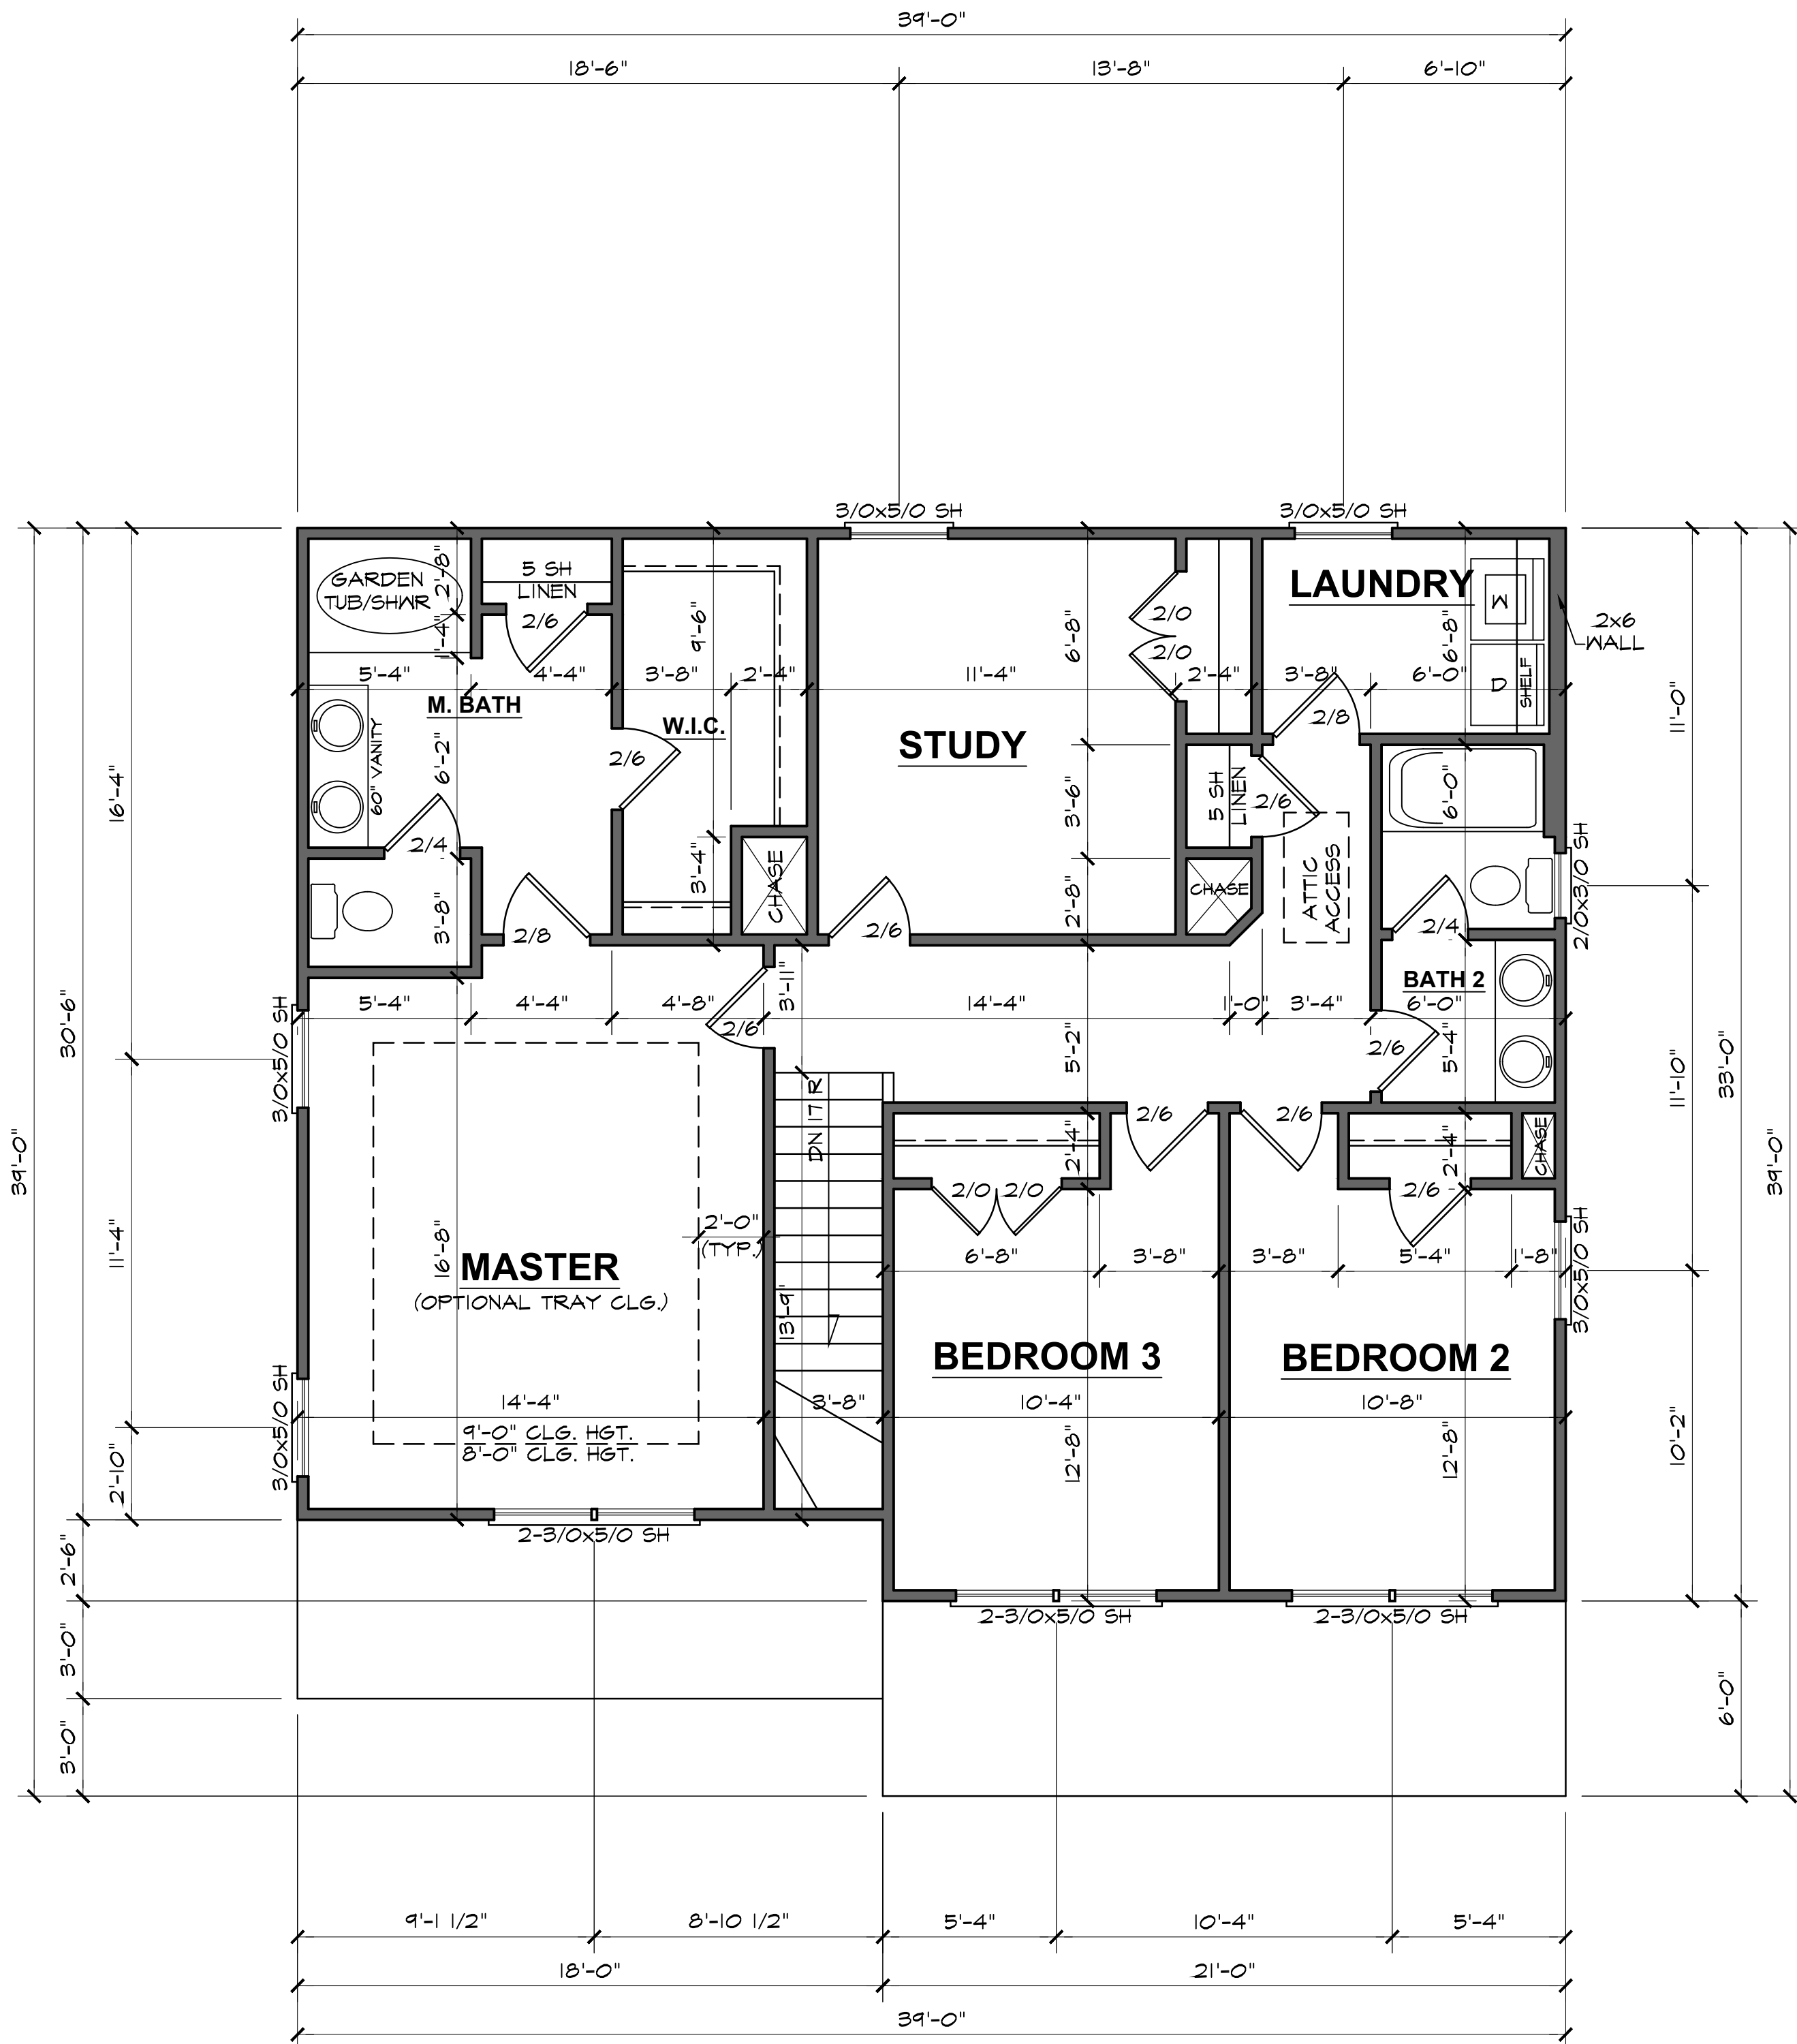 39'-0"
18'-6"
13'-8"
6'-10"
3/0x5/0 SH
3/0x5/0 SH
GARDEN
TUB/SHWR
2'-8"
1'-4"
5 SH
LINEN
2/6
9'-6"
6'-8"
2/0
2/0
LAUNDRY
W
6'-8"
2x6
WALL
5'-4"
4'-4"
3'-8"
2'-4"
11'-4"
2'-4"
3'-8"
6'-0"
D
SHELF
M. BATH
W.I.C.
STUDY
2/8
11'-0"
60" VANITY
6'-2"
2/6
16'-4"
3'-6"
5 SH
LINEN
2/6
6'-0"
2/4
3'-4"
CHASE
CHASE
ATTIC
ACCESS
2/0x3/0 SH
3'-8"
2/8
2/6
2'-8"
2/4
BATH 2
3/0x5/0 SH
5'-4"
4'-4"
4'-8"
2/6
3'-11"
14'-4"
1'-0"
3'-4"
6'-0"
30'-6"
5'-2"
2/6
5'-4"
11'-10"
33'-0"
DN 17 R
2/6
2/6
2'-4"
2'-4"
CHASE
39'-0"
39'-0"
2/0
2/0
2/6
2'-0"
(TYP.)
11'-4"
6'-8"
3'-8"
3'-8"
5'-4"
1'-8"
3/0x5/0 SH
16'-8"
MASTER
(OPTIONAL TRAY CLG.)
13'-9"
BEDROOM 3
BEDROOM 2
14'-4"
3'-8"
10'-4"
10'-8"
3/0x5/0 SH
9'-0" CLG. HGT.
8'-0" CLG. HGT.
12'-8"
12'-8"
10'-2"
2'-10"
2-3/0x5/0 SH
2'-6"
2-3/0x5/0 SH
2-3/0x5/0 SH
3'-0"
6'-0"
3'-0"
9'-1 1/2"
8'-10 1/2"
5'-4"
10'-4"
5'-4"
18'-0"
21'-0"
39'-0"